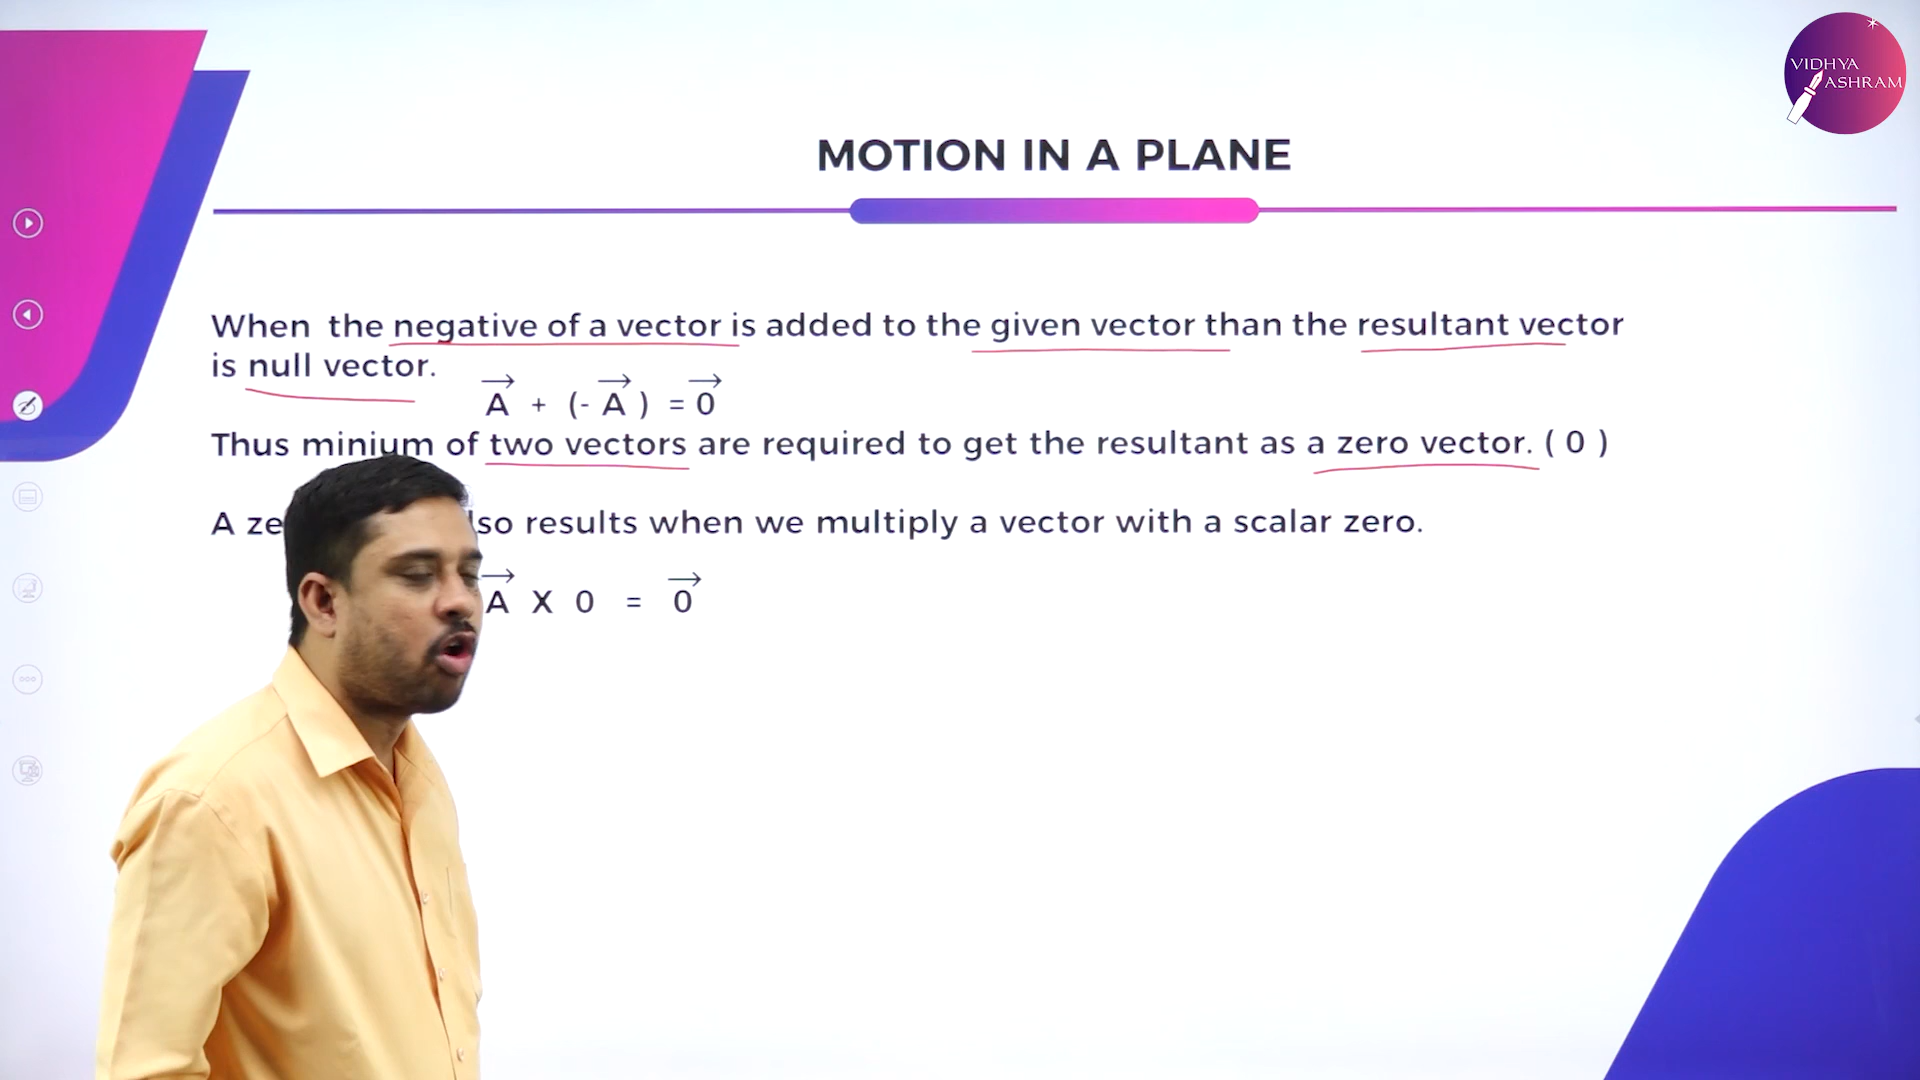 VIDHYA
ASHRAM
MOTION IN A PLANE
When the negative of a vector is added to the given vector than the resultant vector
is null vector.
A + (- A ) = 0
Thus minium of two vectors are required to get the resultant as a zero vector. ( 0 )
A results when we multiply a vector with a scalar zero.
A X 0 = 0